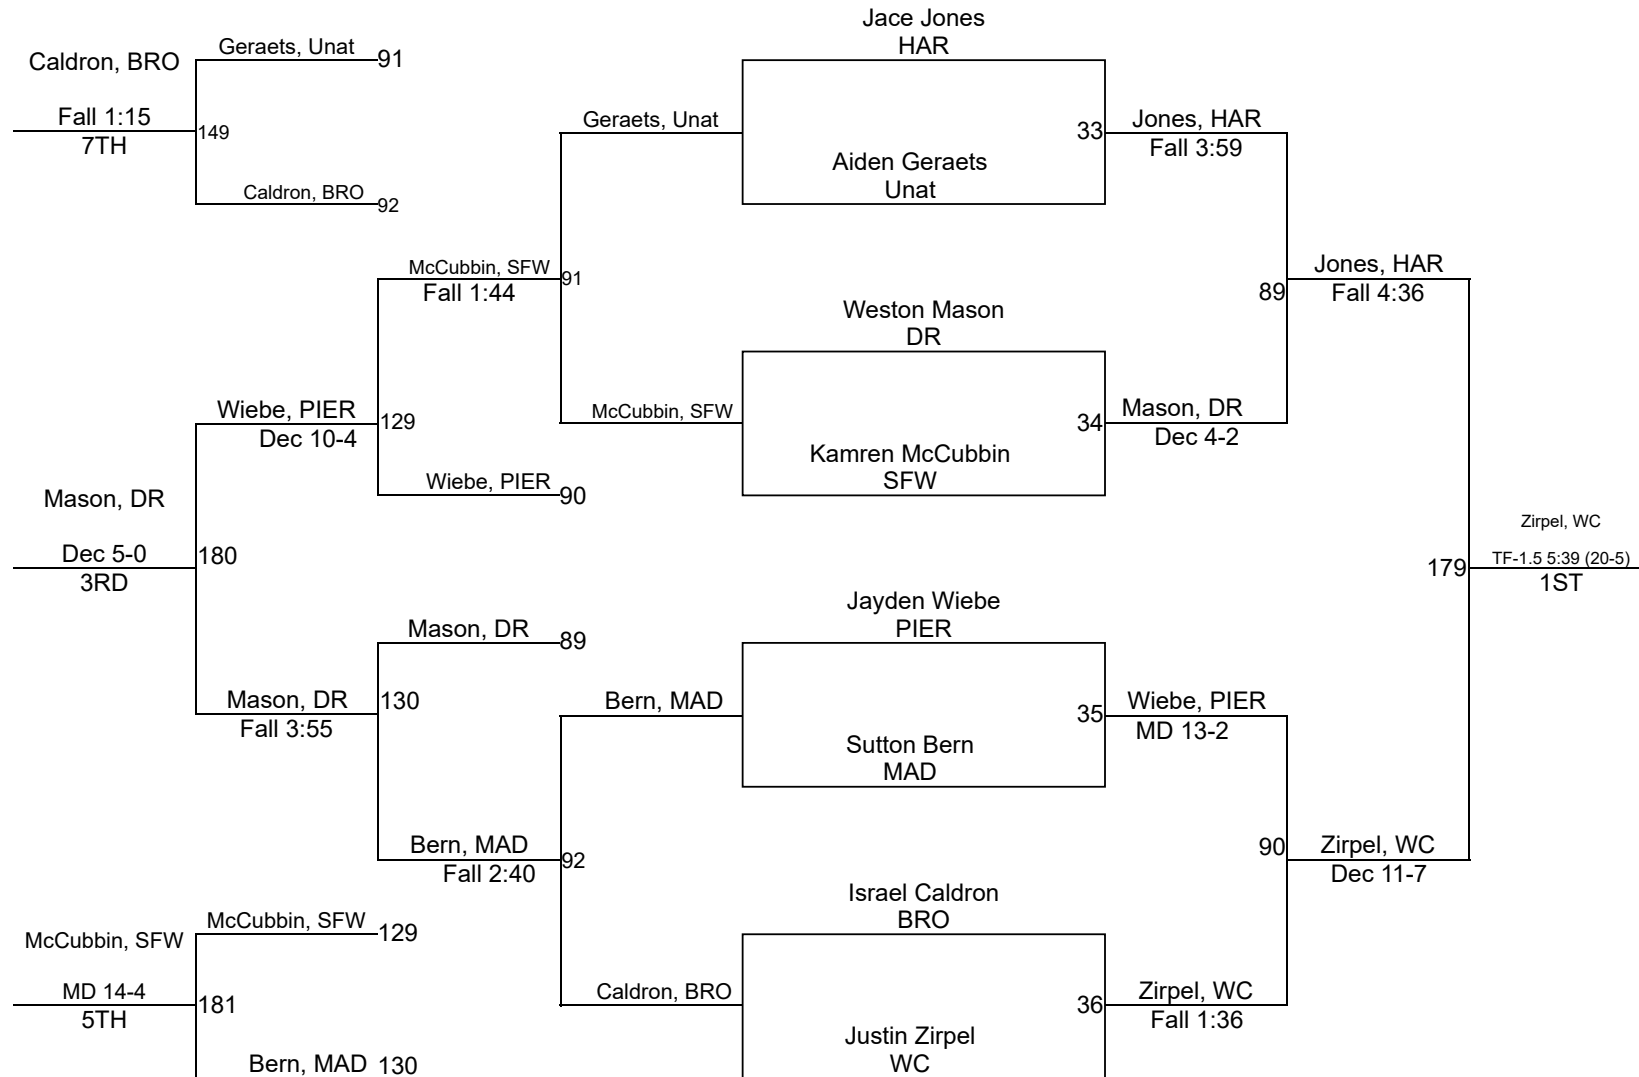 Jace Jones
HAR
Caldron, BRO
Geraets, Unat
91
Fall 1:15
7TH
149
Geraets, Unat
33
Jones, HAR
Fall 3:59
Aiden Geraets
Unat
Caldron, BRO
92
McCubbin, SFW
Fall 1:44
91
Jones, HAR
Fall 4:36
89
Weston Mason
DR
Wiebe, PIER
Dec 10-4
129
McCubbin, SFW
34
Mason, DR
Dec 4-2
Kamren McCubbin
SFW
Wiebe, PIER
90
Mason, DR
Dec 5-0
3RD
180
Zirpel, WC
179
TF-1.5 5:39 (20-5)
1ST
Jayden Wiebe
PIER
Mason, DR
89
Mason, DR
Fall 3:55
130
Bern, MAD
35
Wiebe, PIER
MD 13-2
Sutton Bern
MAD
Bern, MAD
Fall 2:40
92
90
Zirpel, WC
Dec 11-7
Israel Caldron
BRO
McCubbin, SFW
McCubbin, SFW
129
MD 14-4
5TH
181
Caldron, BRO
36
Zirpel, WC
Fall 1:36
Justin Zirpel
WC
Bern, MAD
130